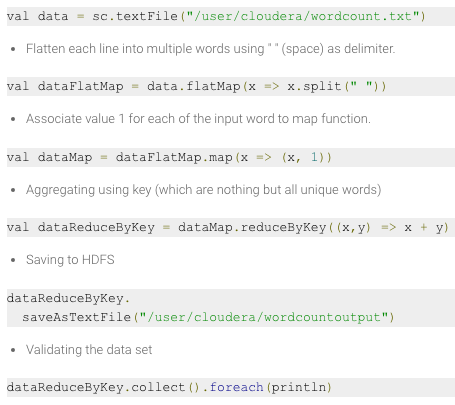 val data = sc.textFile("/user/cloudera/wordcount.txt")
• Flatten each line into multiple words using " " (space) as delimiter.
val dataFlatMap = data.flatMap(x => x.split(" "))
• Associate value 1 for each of the input word to map function.
val dataMap = dataFlatMap.map(x => (x, 1))
• Aggregating using key (which are nothing but all unique words)
val dataReduceByKey = dataMap.reduceByKey((x,y) => x + y)
• Saving to HDFS
dataReduceByKey.
  saveAsTextFile("/user/cloudera/wordcountoutput")
• Validating the data set
dataReduceByKey.collect().foreach(println)